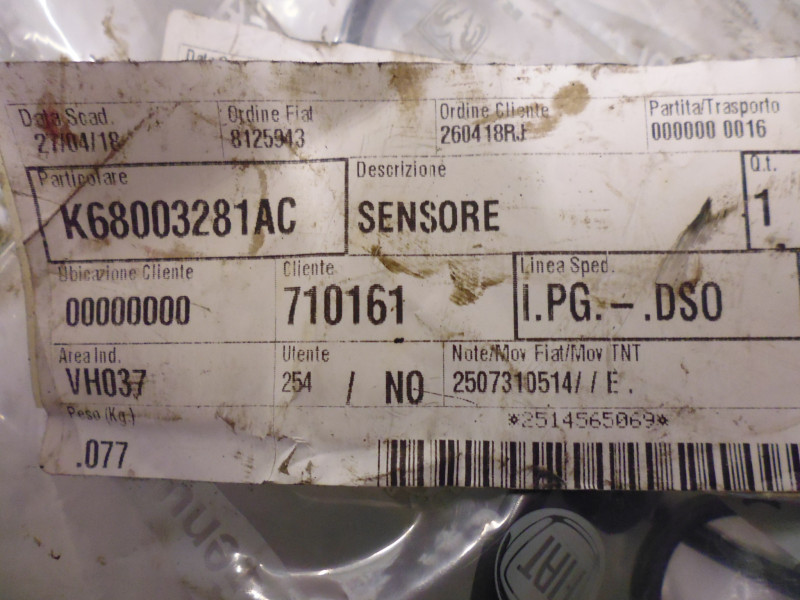 Data Scad.
27/04/18
Ordine Fiat
8125943
Ordine Cliente
260418RJ
Partita/Trasporto
000000 0016
Particolare
K68003281AC
Descrizione
SENSORE
Q.t.
1
Ubicazione Cliente
00000000
Cliente
710161
Linea Sped.
I.PG.-.DSO
Area Ind.
VH037
Utente
254 / NO
Note/Mov Fiat/Mov TNT
2507310514// E .
Peso (Kg.)
.077
*2514565069*
FIAT